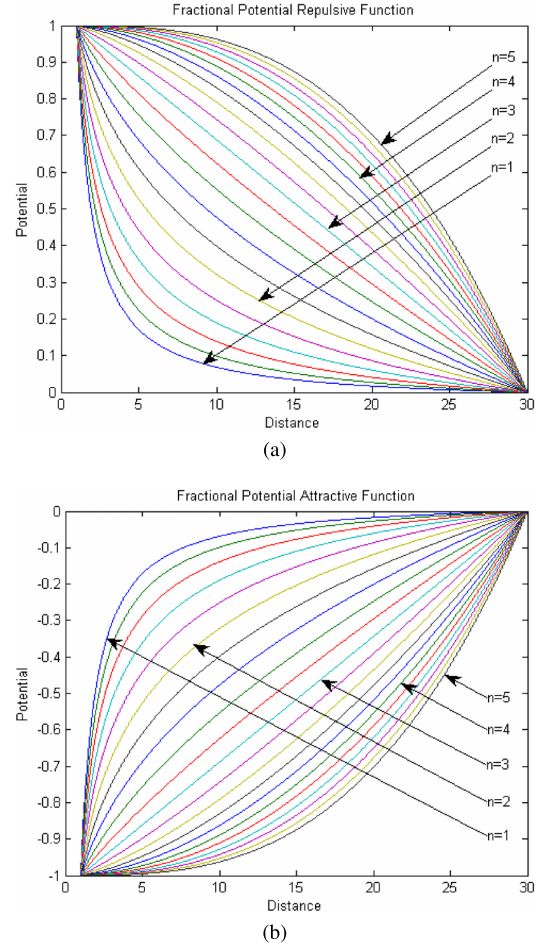 Fractional Potential Repulsive Function
1
0.9
0.8
0.7
0.6
0.5
0.4
0.3
0.2
0.1
0
Potential
n=5
n=4
n=3
n=2
n=1
0 5 10 15 20 25 30
Distance
(a)
Fractional Potential Attractive Function
0
-0.1
-0.2
-0.3
-0.4
-0.5
-0.6
-0.7
-0.8
-0.9
-1
Potential
n=5
n=4
n=3
n=2
n=1
0 5 10 15 20 25 30
Distance
(b)